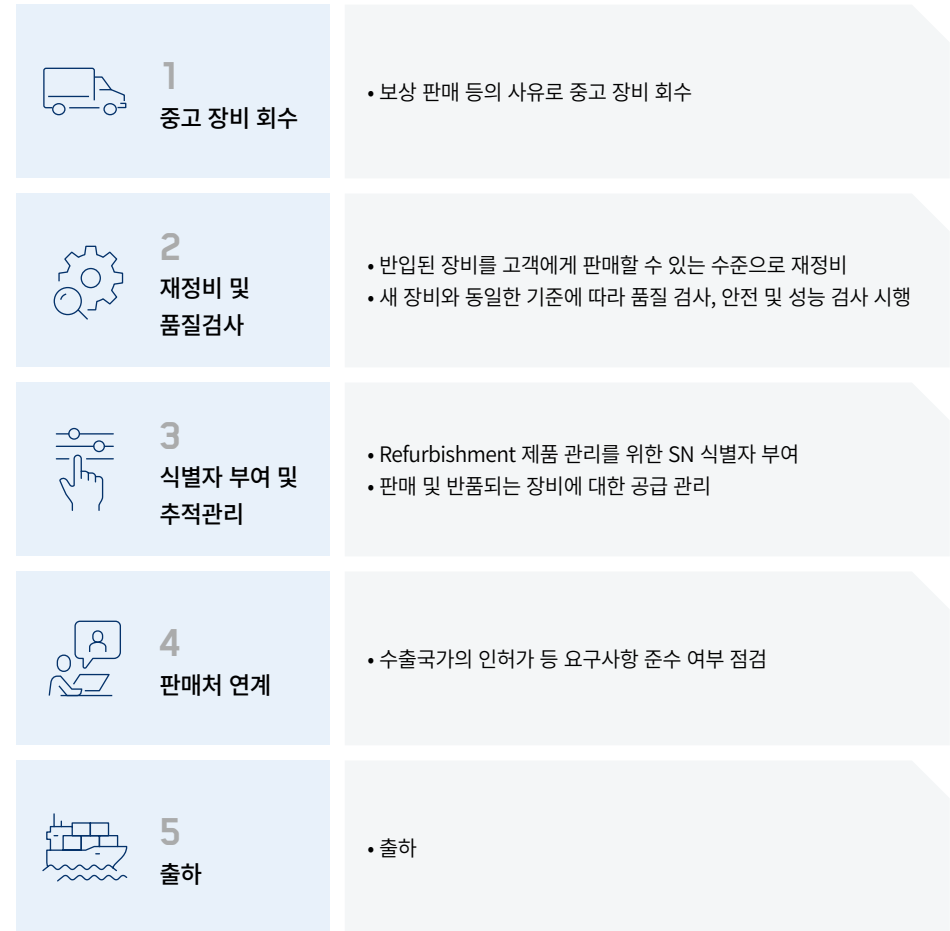 1
중고 장비 회수
• 보상 판매 등의 사유로 중고 장비 회수
2
재정비 및
품질검사
• 반입된 장비를 고객에게 판매할 수 있는 수준으로 재정비
• 새 장비와 동일한 기준에 따라 품질 검사, 안전 및 성능 검사 시행
3
식별자 부여 및
추적관리
• Refurbishment 제품 관리를 위한 SN 식별자 부여
• 판매 및 반품되는 장비에 대한 공급 관리
4
판매처 연계
• 수출국가의 인허가 등 요구사항 준수 여부 점검
5
출하
• 출하